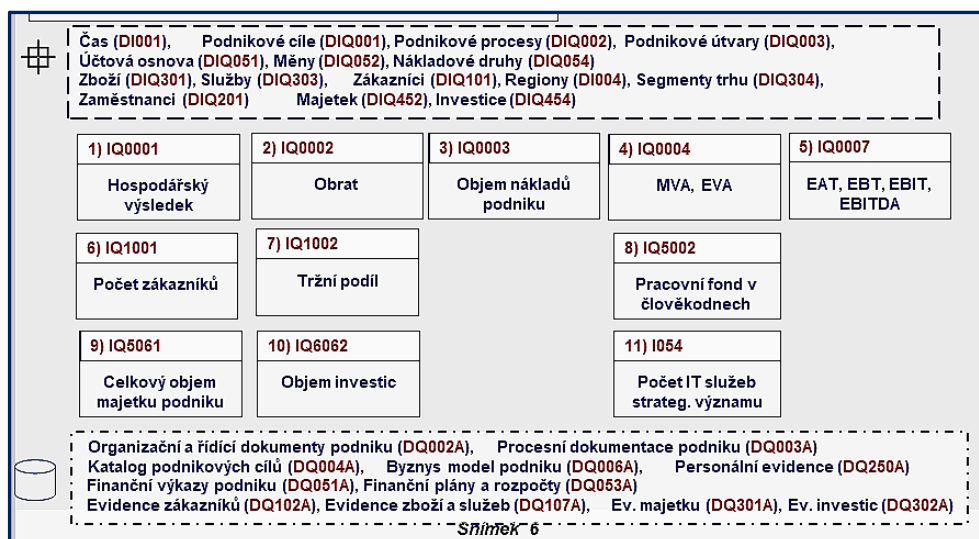 Čas (DI001), Podnikové cíle (DIQ001), Podnikové procesy (DIQ002), Podnikové útvary (DIQ003),
Účtová osnova (DIQ051), Měny (DIQ052), Nákladové druhy (DIQ054)
Zboží (DIQ301), Služby (DIQ303), Zákazníci (DIQ101), Regiony (DI004), Segmenty trhu (DIQ304),
Zaměstnanci (DIQ201) Majetek (DIQ452), Investice (DIQ454)
1) IQ0001
Hospodářský
výsledek
2) IQ0002
Obrat
3) IQ0003
Objem nákladů
podniku
4) IQ0004
MVA, EVA
5) IQ0007
EAT, EBT, EBIT,
EBITDA
6) IQ1001
Počet zákazníků
7) IQ1002
Tržní podíl
8) IQ5002
Pracovní fond v
člověkodnech
9) IQ5061
Celkový objem
majetku podniku
10) IQ6062
Objem investic
11) I054
Počet IT služeb
strateg. významu
Organizační a řídící dokumenty podniku (DQ002A), Procesní dokumentace podniku (DQ003A)
Katalog podnikových cílů (DQ004A), Byznys model podniku (DQ006A), Personální evidence (DQ250A)
Finanční výkazy podniku (DQ051A), Finanční plány a rozpočty (DQ053A)
Evidence zákazníků (DQ102A), Evidence zboží a služeb (DQ107A), Ev. majetku (DQ301A), Ev. investic (DQ302A)
Snímek 6